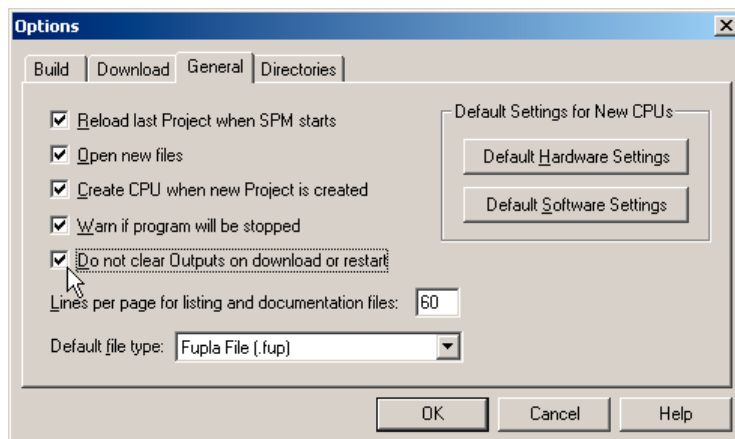 Options
Build Download General Directories
Reload last Project when SPM starts
Open new files
Create CPU when new Project is created
Warn if program will be stopped
Do not clear Outputs on download or restart
Lines per page for listing and documentation files: 60
Default file type: Fupla File (.fup)
Default Settings for New CPUs
Default Hardware Settings
Default Software Settings
OK Cancel Help